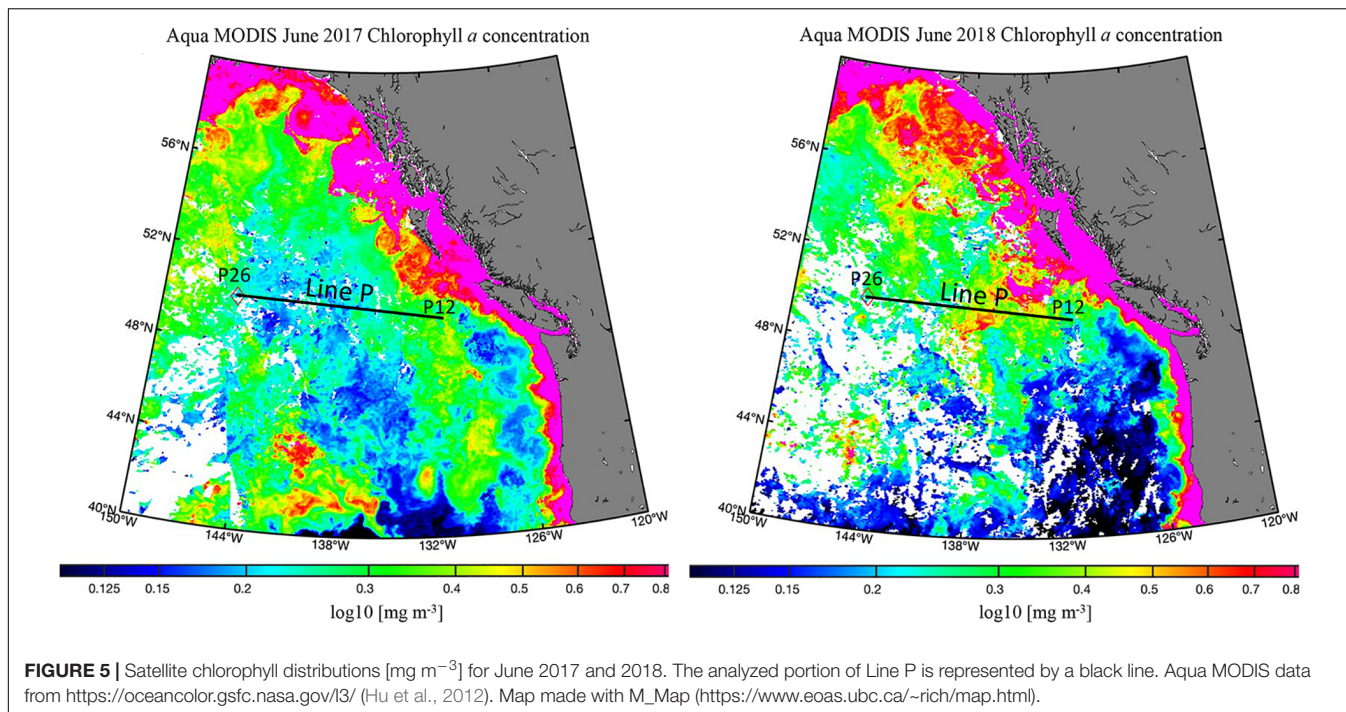 Aqua MODIS June 2017 Chlorophyll a concentration
56°N
52°N
48°N
44°N
40°N
150°W
144°W
138°W
132°W
126°W
120°W
P26
Line P
P12
0.125 0.15 0.2 0.3 0.4 0.5 0.6 0.7 0.8
log10 [mg m-3]
Aqua MODIS June 2018 Chlorophyll a concentration
56°N
52°N
48°N
44°N
40°N
150°W
144°W
138°W
132°W
126°W
120°W
P26
Line P
P12
0.125 0.15 0.2 0.3 0.4 0.5 0.6 0.7 0.8
log10 [mg m-3]
FIGURE 5 | Satellite chlorophyll distributions [mg m−3] for June 2017 and 2018. The analyzed portion of Line P is represented by a black line. Aqua MODIS data
from https://oceancolor.gsfc.nasa.gov/l3/ (Hu et al., 2012). Map made with M_Map (https://www.eoas.ubc.ca/~rich/map.html).